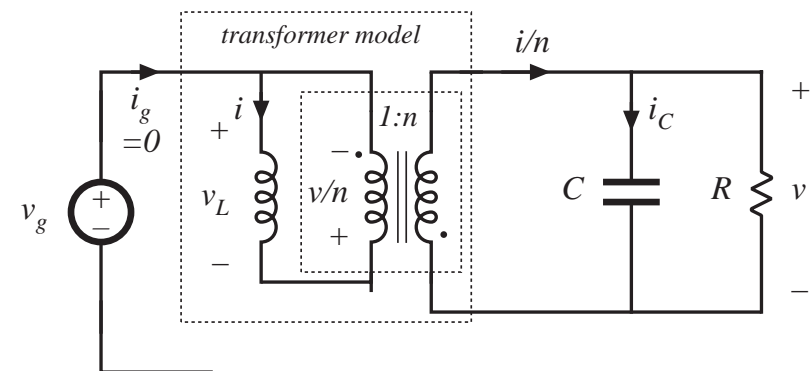 transformer model
i/n
i_g
=0
+
i
1:n
i_C
+
−
v_g
+
−
v_L
v/n
C
R
v
+
−
−